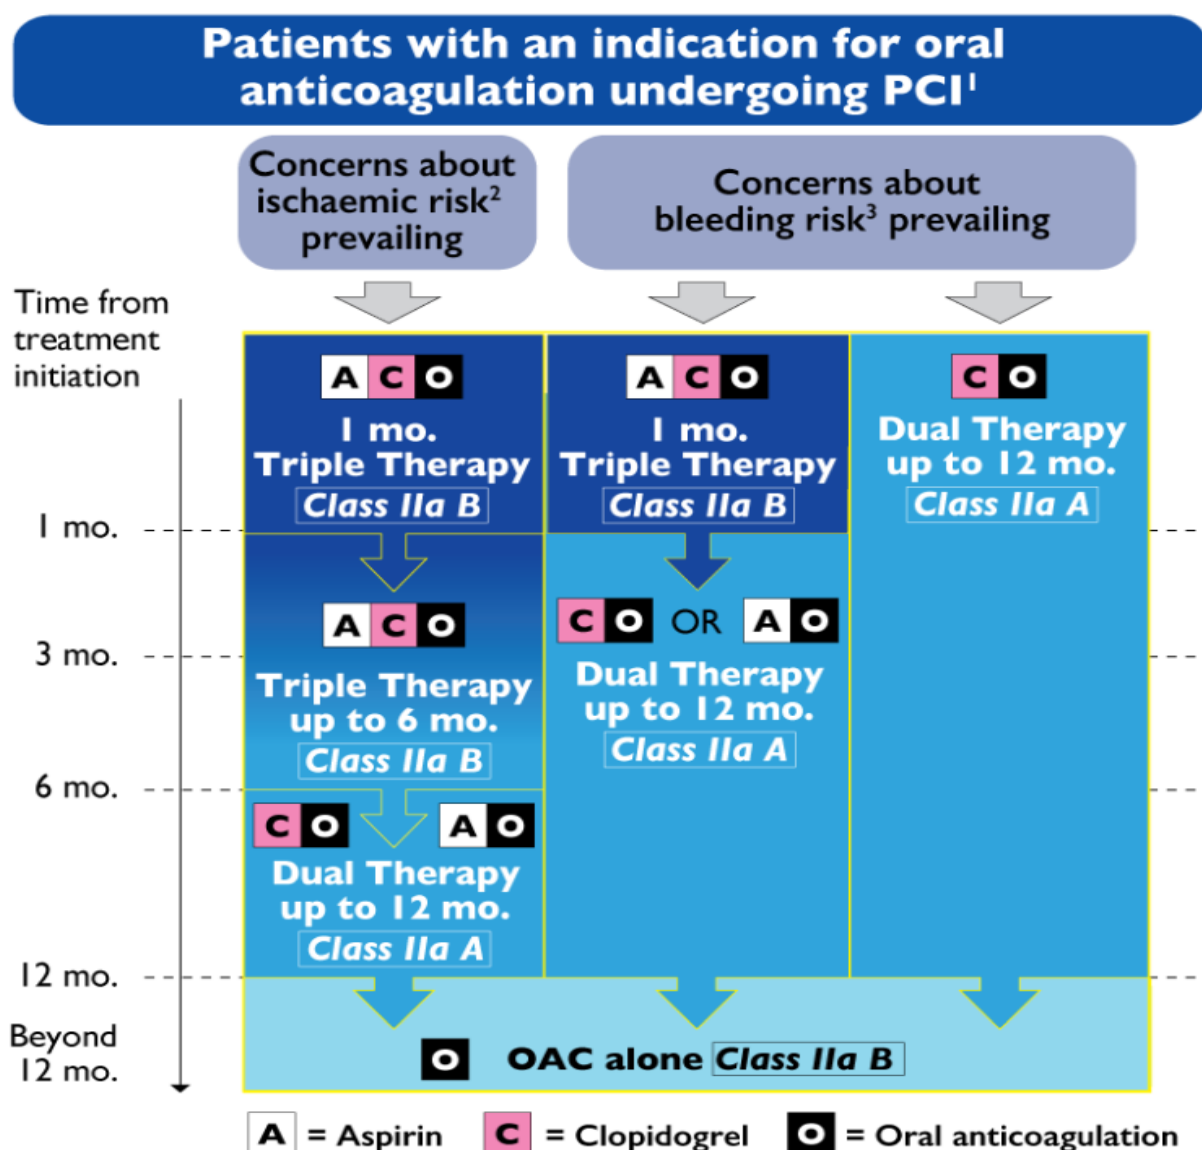 Patients with an indication for oral
anticoagulation undergoing PCI¹
Concerns about
ischaemic risk²
prevailing
Concerns about
bleeding risk³ prevailing
Time from
treatment
initiation
A C O
1 mo.
Triple Therapy
Class IIa B
A C O
1 mo.
Triple Therapy
Class IIa B
C O
Dual Therapy
up to 12 mo.
Class IIa A
1 mo.
A C O
Triple Therapy
up to 6 mo.
Class IIa B
C O OR A O
Dual Therapy
up to 12 mo.
Class IIa A
3 mo.
6 mo.
C O A O
Dual Therapy
up to 12 mo.
Class IIa A
12 mo.
Beyond
12 mo.
O OAC alone Class IIa B
A = Aspirin C = Clopidogrel O = Oral anticoagulation